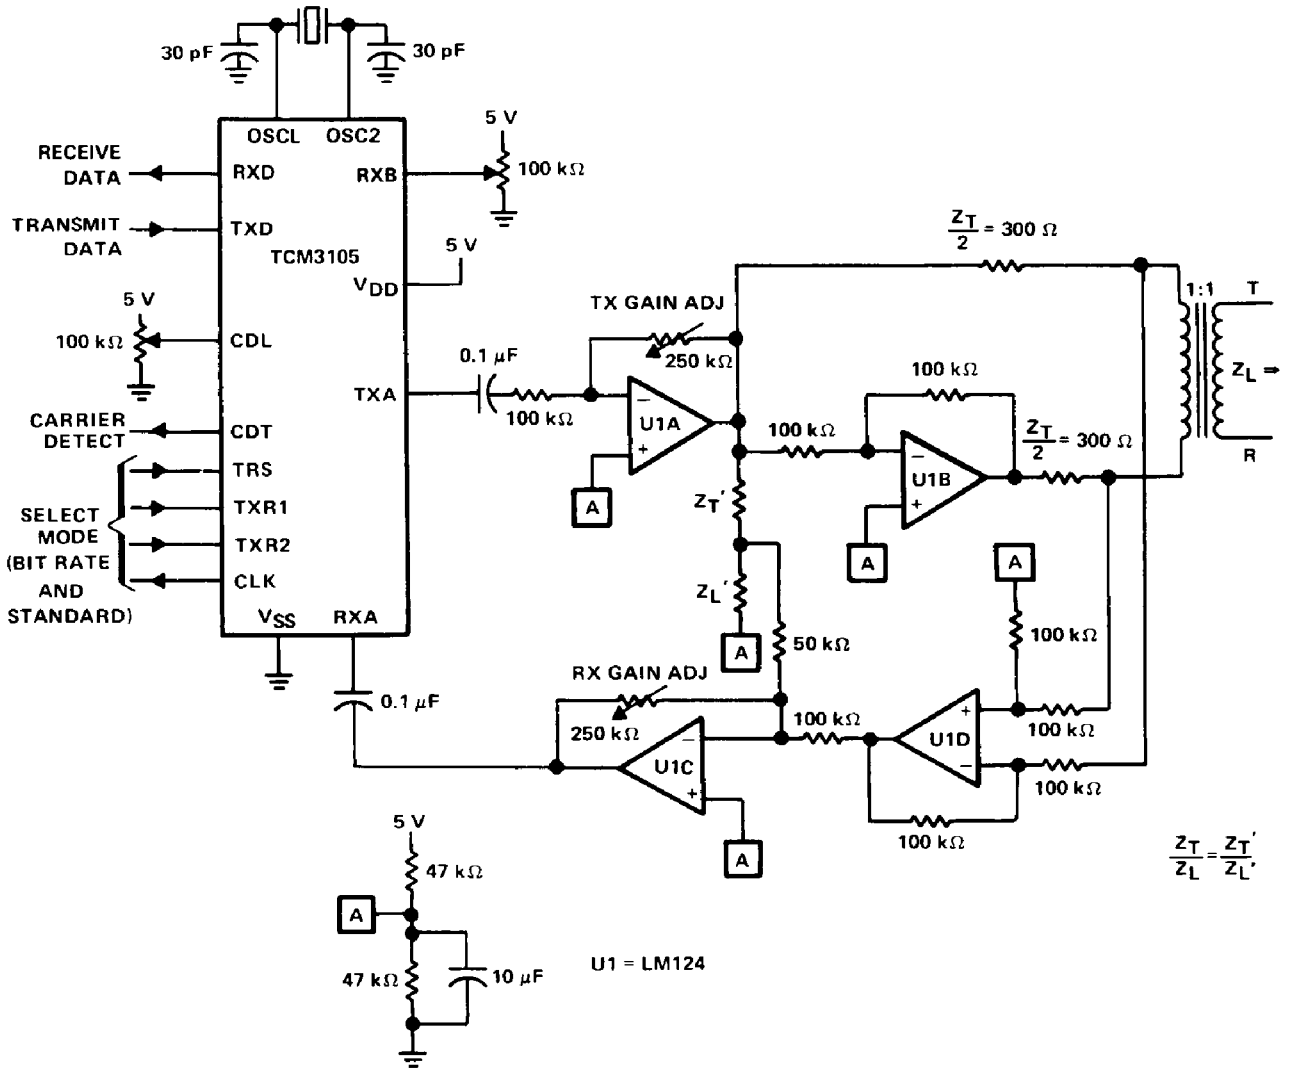 30 pF
30 pF
OSCL
OSC2
5 V
RECEIVE
DATA
RXD
RXB
100 kΩ
TRANSMIT
DATA
TXD
TCM3105
5 V
VDD
ZT/2 = 300 Ω
5 V
100 kΩ
CDL
TX GAIN ADJ
250 kΩ
1:1
T
ZL ⇒
R
0.1 μF
TXA
100 kΩ
−
U1A
+
A
100 kΩ
100 kΩ
−
U1B
+
A
ZT/2 = 300 Ω
CARRIER
DETECT
CDT
TRS
TXR1
TXR2
CLK
SELECT
MODE
(BIT RATE
AND
STANDARD)
VSS
RXA
ZT'
ZL'
A
50 kΩ
A
100 kΩ
0.1 μF
RX GAIN ADJ
250 kΩ
−
U1C
+
A
100 kΩ
+
U1D
−
100 kΩ
100 kΩ
100 kΩ
ZT/ZL = ZT'/ZL'
5 V
47 kΩ
A
47 kΩ
10 μF
U1 = LM124